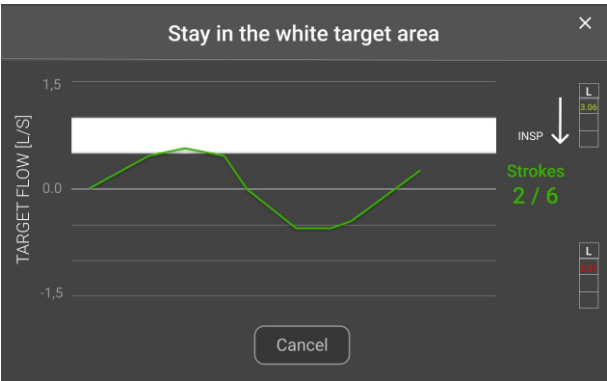 Stay in the white target area
×
1,5
L
3.06
TARGET FLOW [L/S]
INSP
Strokes
0.0
2 / 6
L
-1,5
Cancel